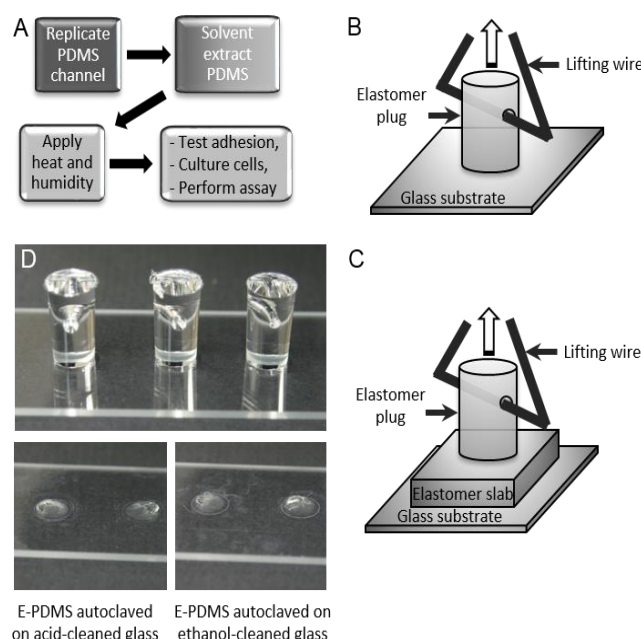 A
Replicate
PDMS
channel
Solvent
extract
PDMS
Apply
heat and
humidity
- Test adhesion,
- Culture cells,
- Perform assay
B
Lifting wire
Elastomer
plug
Glass substrate
D
C
Lifting wire
Elastomer
plug
Elastomer slab
Glass substrate
E-PDMS autoclaved
on acid-cleaned glass
E-PDMS autoclaved on
ethanol-cleaned glass